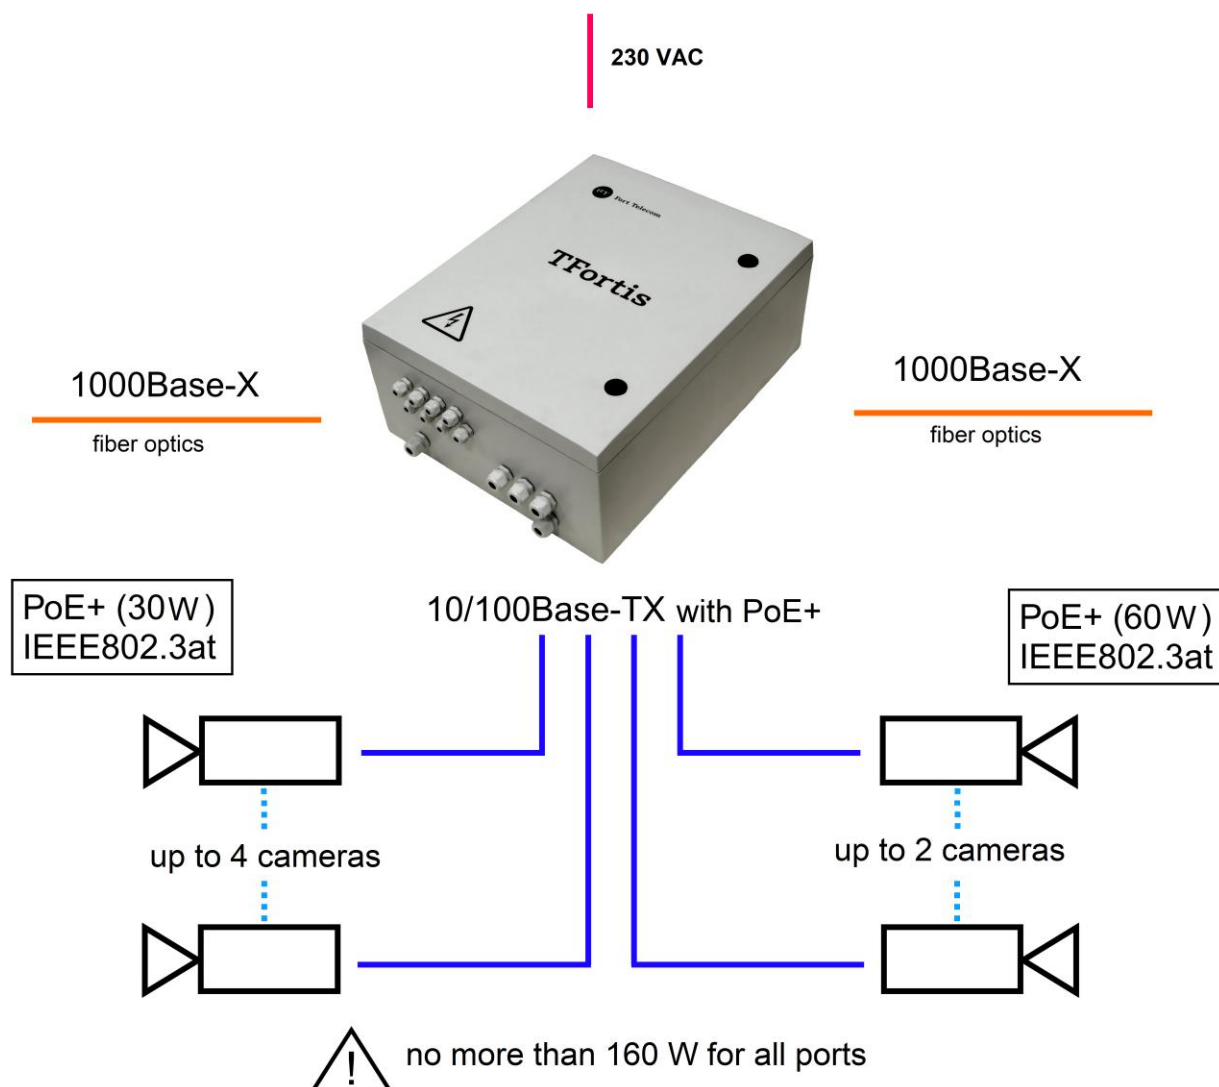 230 VAC
Fort Telecom
TFortis
1000Base-X
fiber optics
1000Base-X
fiber optics
PoE+ (30W)
IEEE802.3at
10/100Base-TX with PoE+
PoE+ (60W)
IEEE802.3at
up to 4 cameras
up to 2 cameras
! no more than 160 W for all ports